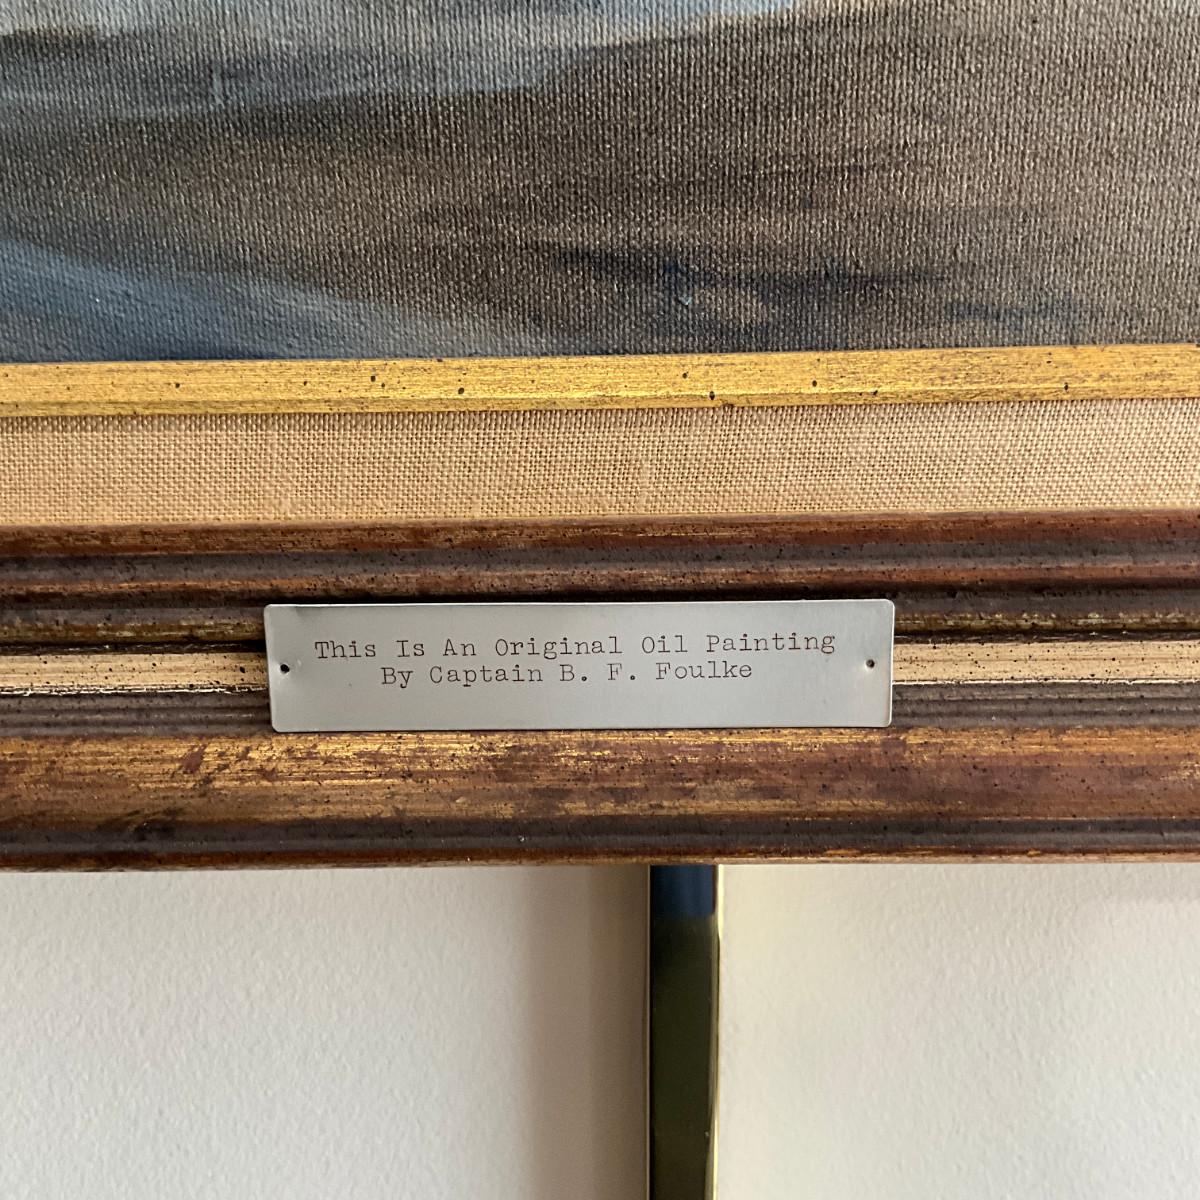 This Is An Original Oil Painting
By Captain B. F. Foulke